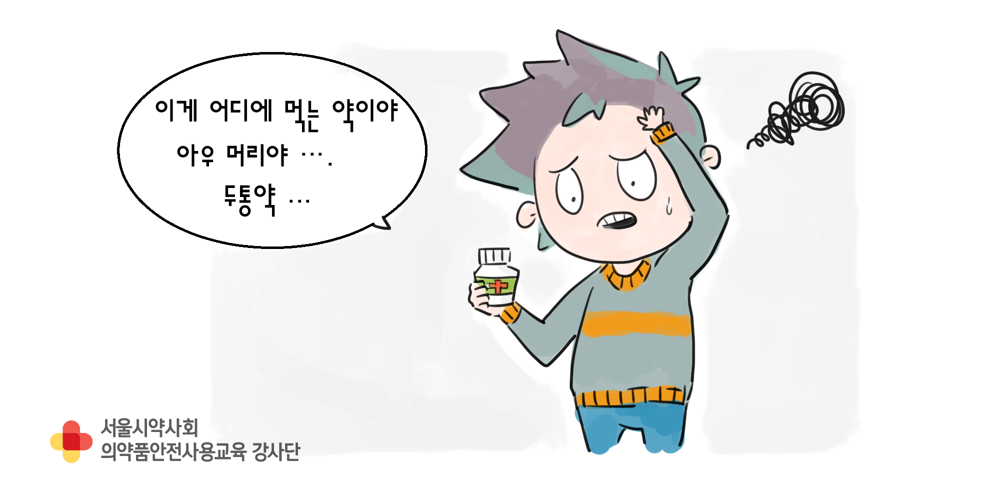 이게 어디에 먹는 약이야
아우 머리야 ….
두통약 …
서울시약사회
의약품안전사용교육 강사단